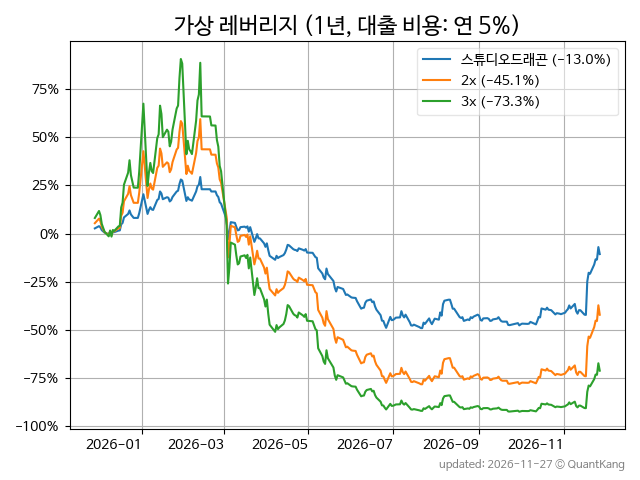 가상 레버리지 (1년, 대출 비용: 연 5%)
스튜디오드래곤 (−13.0%)
2x (−45.1%)
3x (−73.3%)
75%
50%
25%
0%
−25%
−50%
−75%
−100%
2026-01
2026-03
2026-05
2026-07
2026-09
2026-11
updated: 2026-11-27 © QuantKang